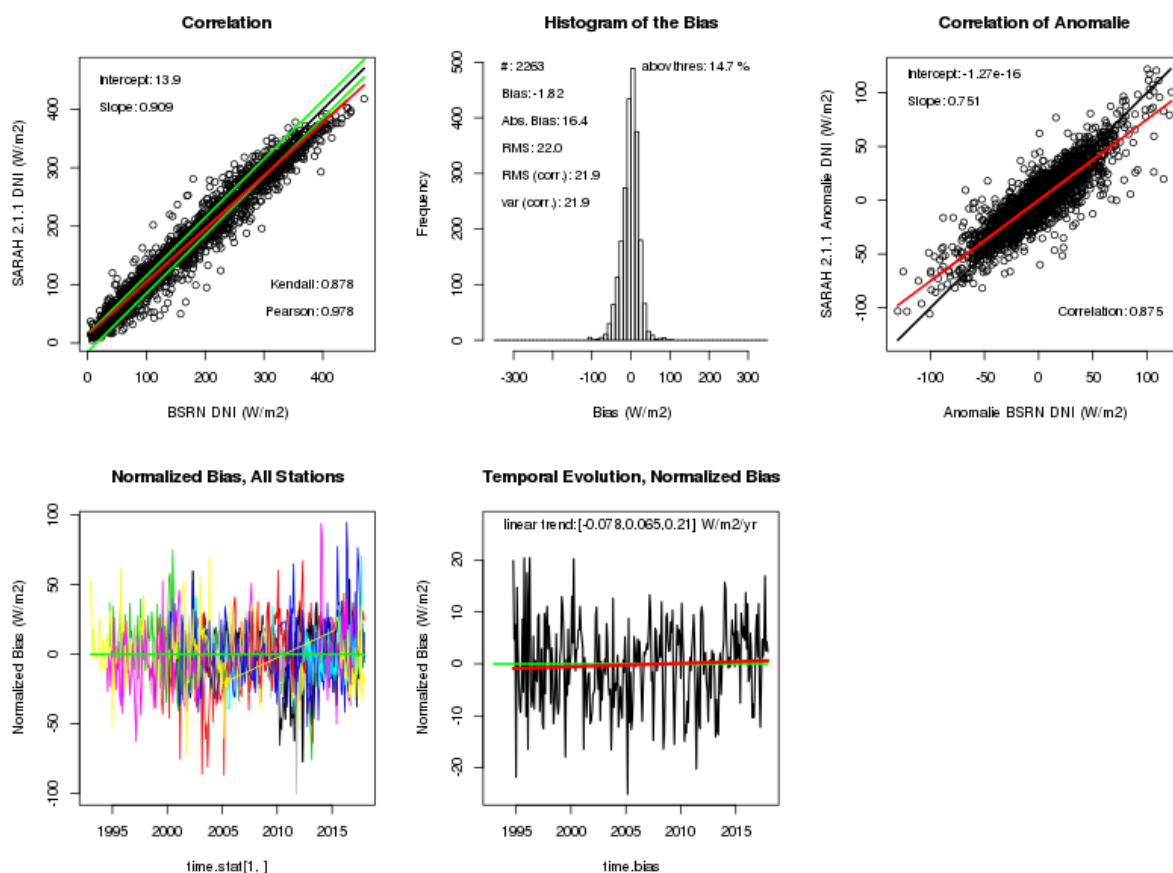 Correlation
Intercept: 13.9
Slope: 0.909
Kendall: 0.878
Pearson: 0.978
SARAH 2.1.1 DNI (W/m2)
0 100 200 300 400
0 100 200 300 400
BSRN DNI (W/m2)
Histogram of the Bias
#: 2263
abovthres: 14.7 %
Bias: -1.82
Abs. Bias: 16.4
RMS: 22.0
RMS (corr.): 21.9
var (corr.): 21.9
Frequency
0 100 200 300 400 500
-300 -100 0 100 300
Bias (W/m2)
Correlation of Anomalie
Intercept: -1.27e-16
Slope: 0.751
Correlation: 0.875
SARAH 2.1.1 Anomalie DNI (W/m2)
-100 -50 0 50 100
-100 -50 0 50 100
Anomalie BSRN DNI (W/m2)
Normalized Bias, All Stations
Normalized Bias (W/m2)
-100 -50 0 50 100
1995 2000 2005 2010 2015
time.stat[1, ]
Temporal Evolution, Normalized Bias
linear trend:[-0.078,0.065,0.21] W/m2/yr
Normalized Bias (W/m2)
-20 -10 0 10 20
1995 2000 2005 2010 2015
time.bias